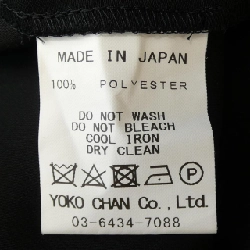 MADE IN JAPAN
100% POLYESTER
DO NOT WASH
DO NOT BLEACH
COOL IRON
DRY CLEAN
P
YOKO CHAN Co., Ltd.
03-6434-7088